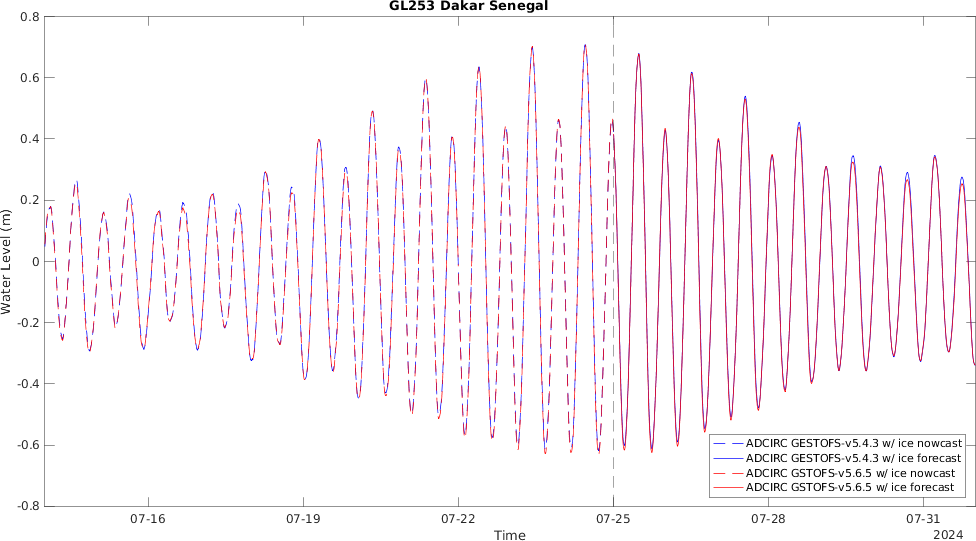 GL253 Dakar Senegal
0.8
0.6
0.4
0.2
0
-0.2
-0.4
-0.6
-0.8
Water Level (m)
ADCIRC GESTOFS-v5.4.3 w/ ice nowcast
ADCIRC GESTOFS-v5.4.3 w/ ice forecast
ADCIRC GSTOFS-v5.6.5 w/ ice nowcast
ADCIRC GSTOFS-v5.6.5 w/ ice forecast
07-16 07-19 07-22 07-25 07-28 07-31
Time
2024